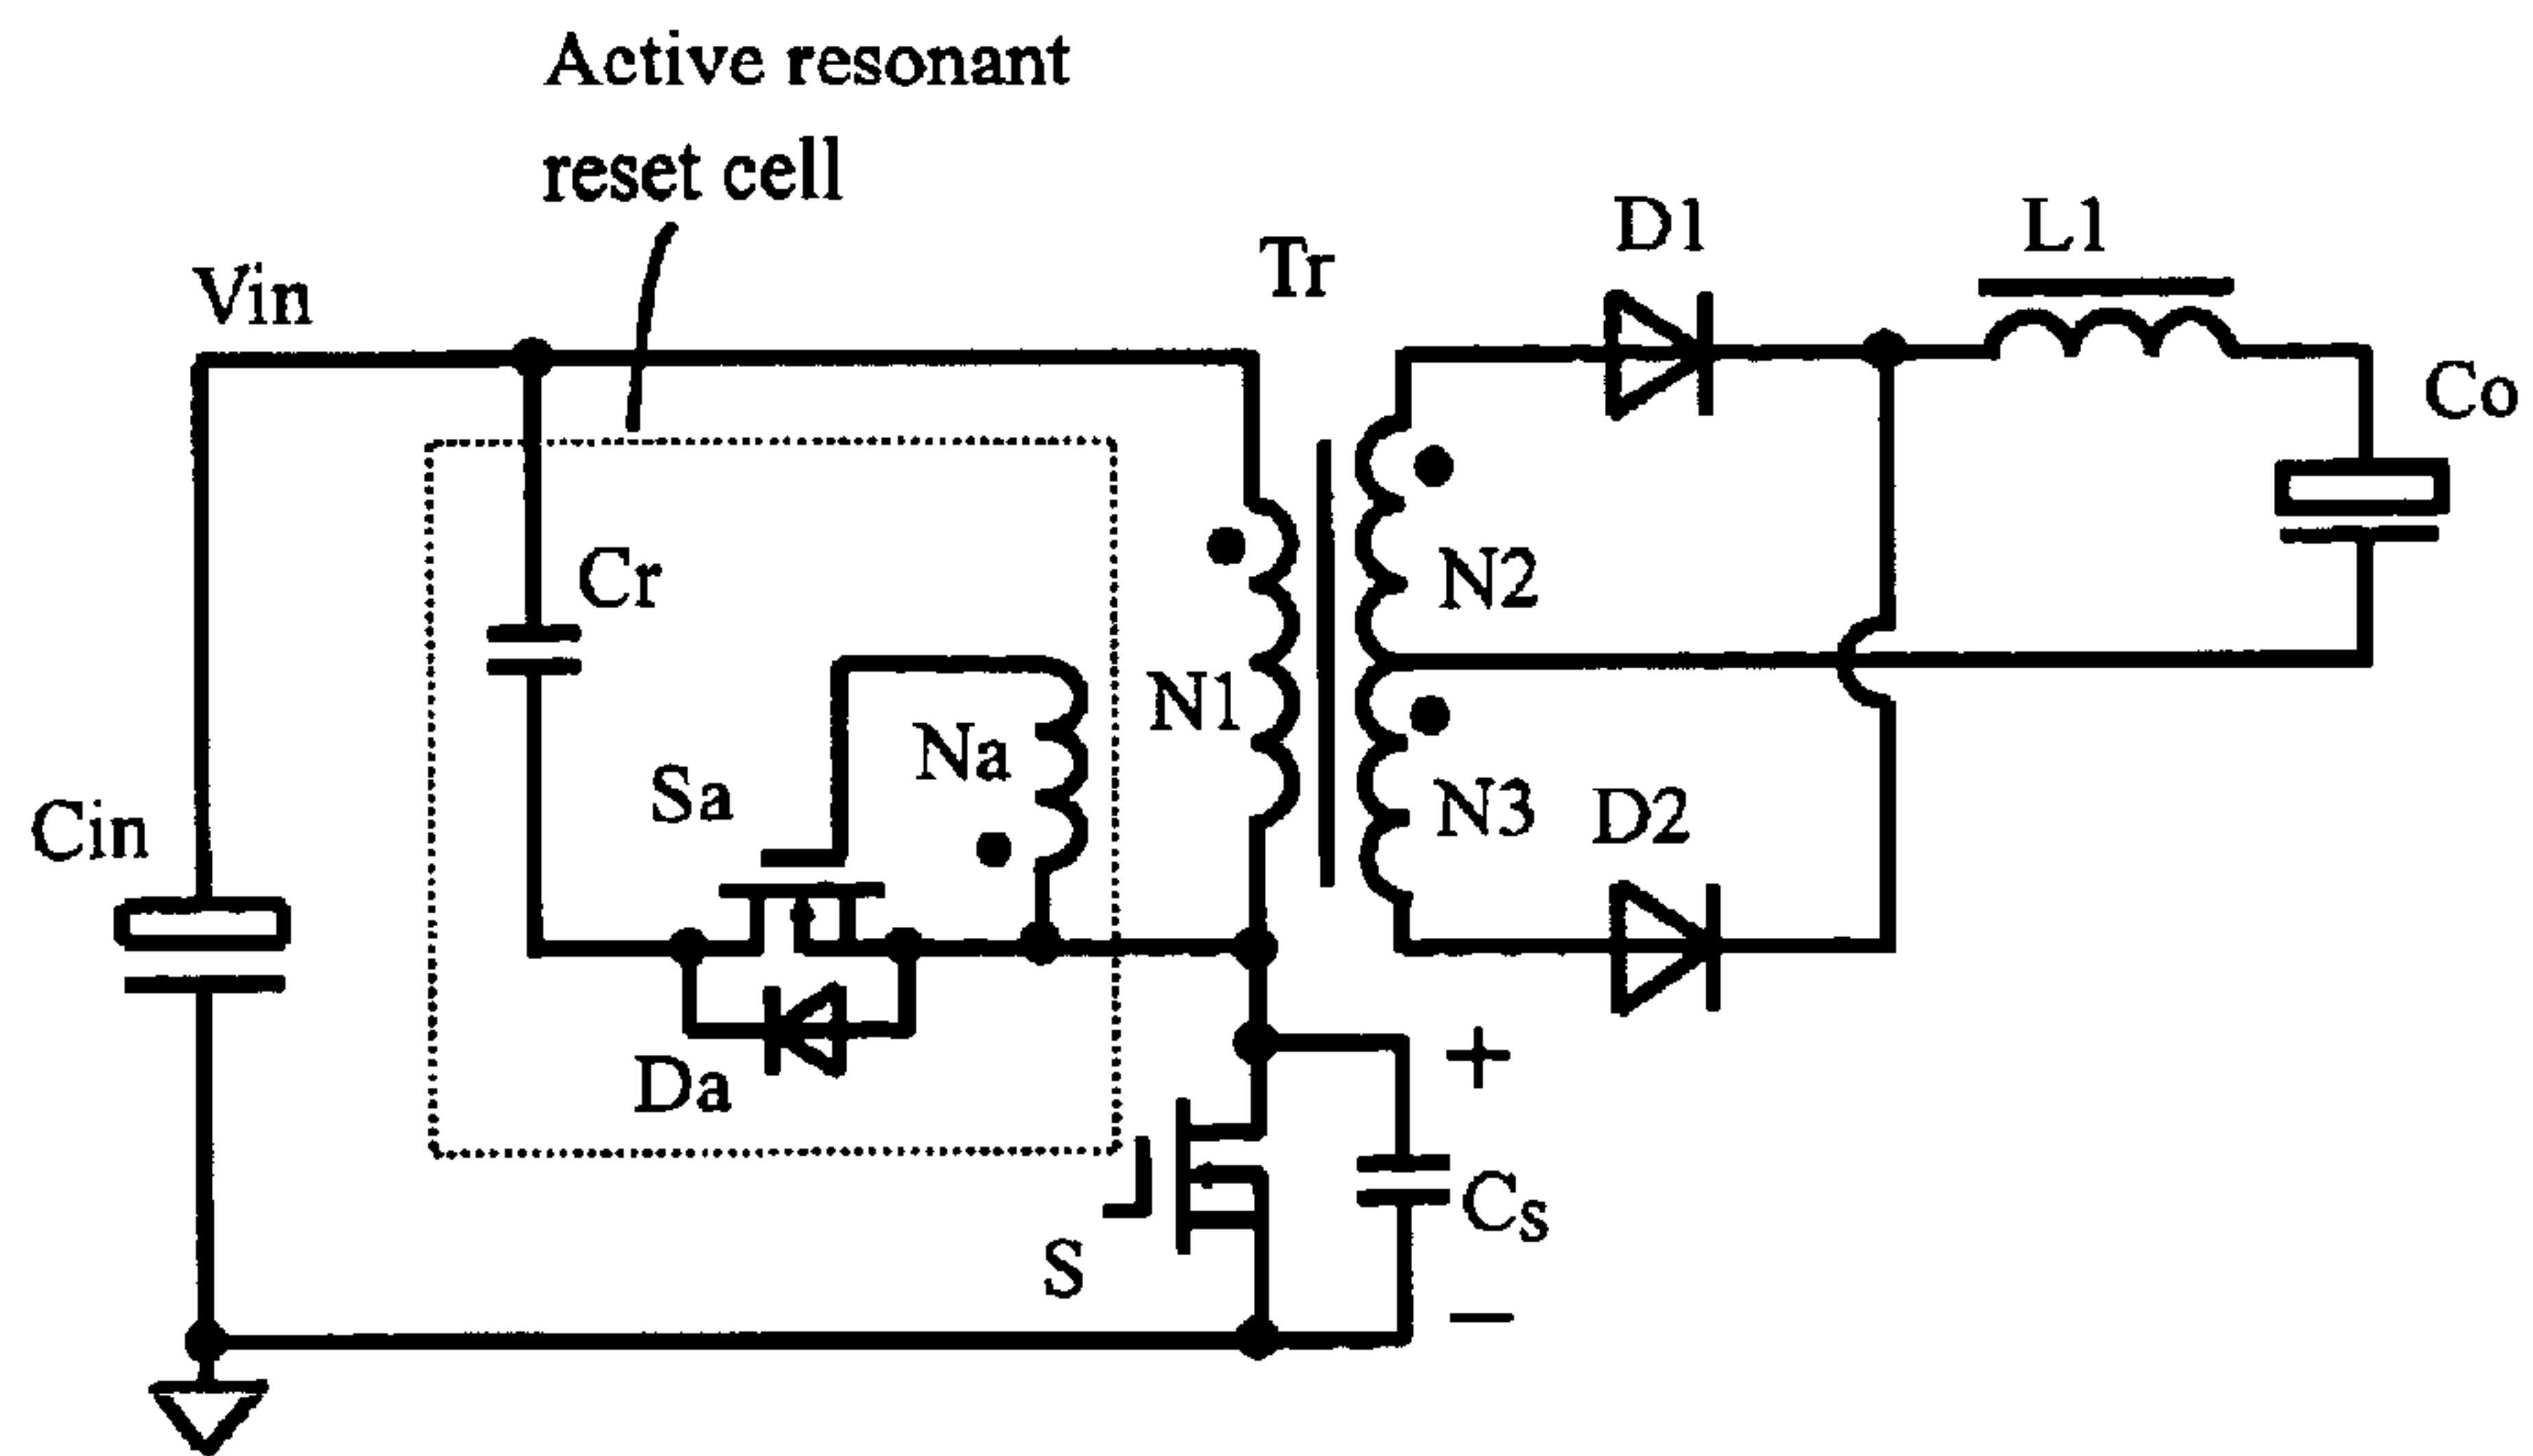 Active resonant
reset cell
Vin
Tr
D1
L1
Co
Cr
N2
N1
Na
Sa
N3
D2
Cin
Da
+
Cs
S
−